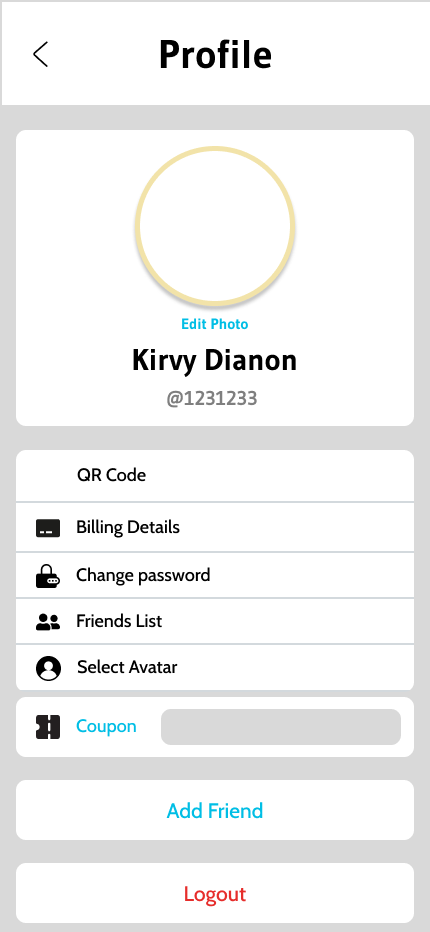 Profile
Edit Photo
Kirvy Dianon
@1231233
QR Code
Billing Details
Change password
Friends List
Select Avatar
Coupon
Add Friend
Logout